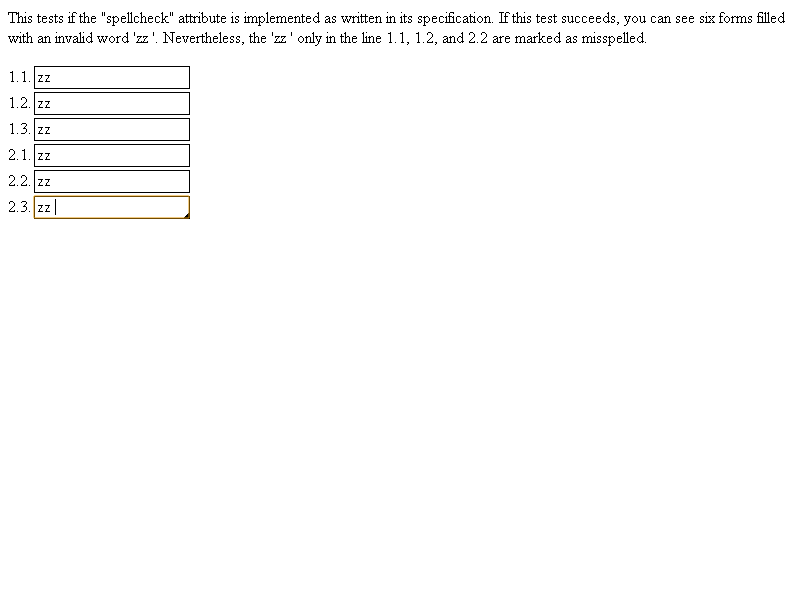 This tests if the "spellcheck" attribute is implemented as written in its specification. If this test succeeds, you can see six forms filled
with an invalid word 'zz '. Nevertheless, the 'zz ' only in the line 1.1, 1.2, and 2.2 are marked as misspelled.
1.1. zz
1.2. zz
1.3. zz
2.1. zz
2.2. zz
2.3. zz